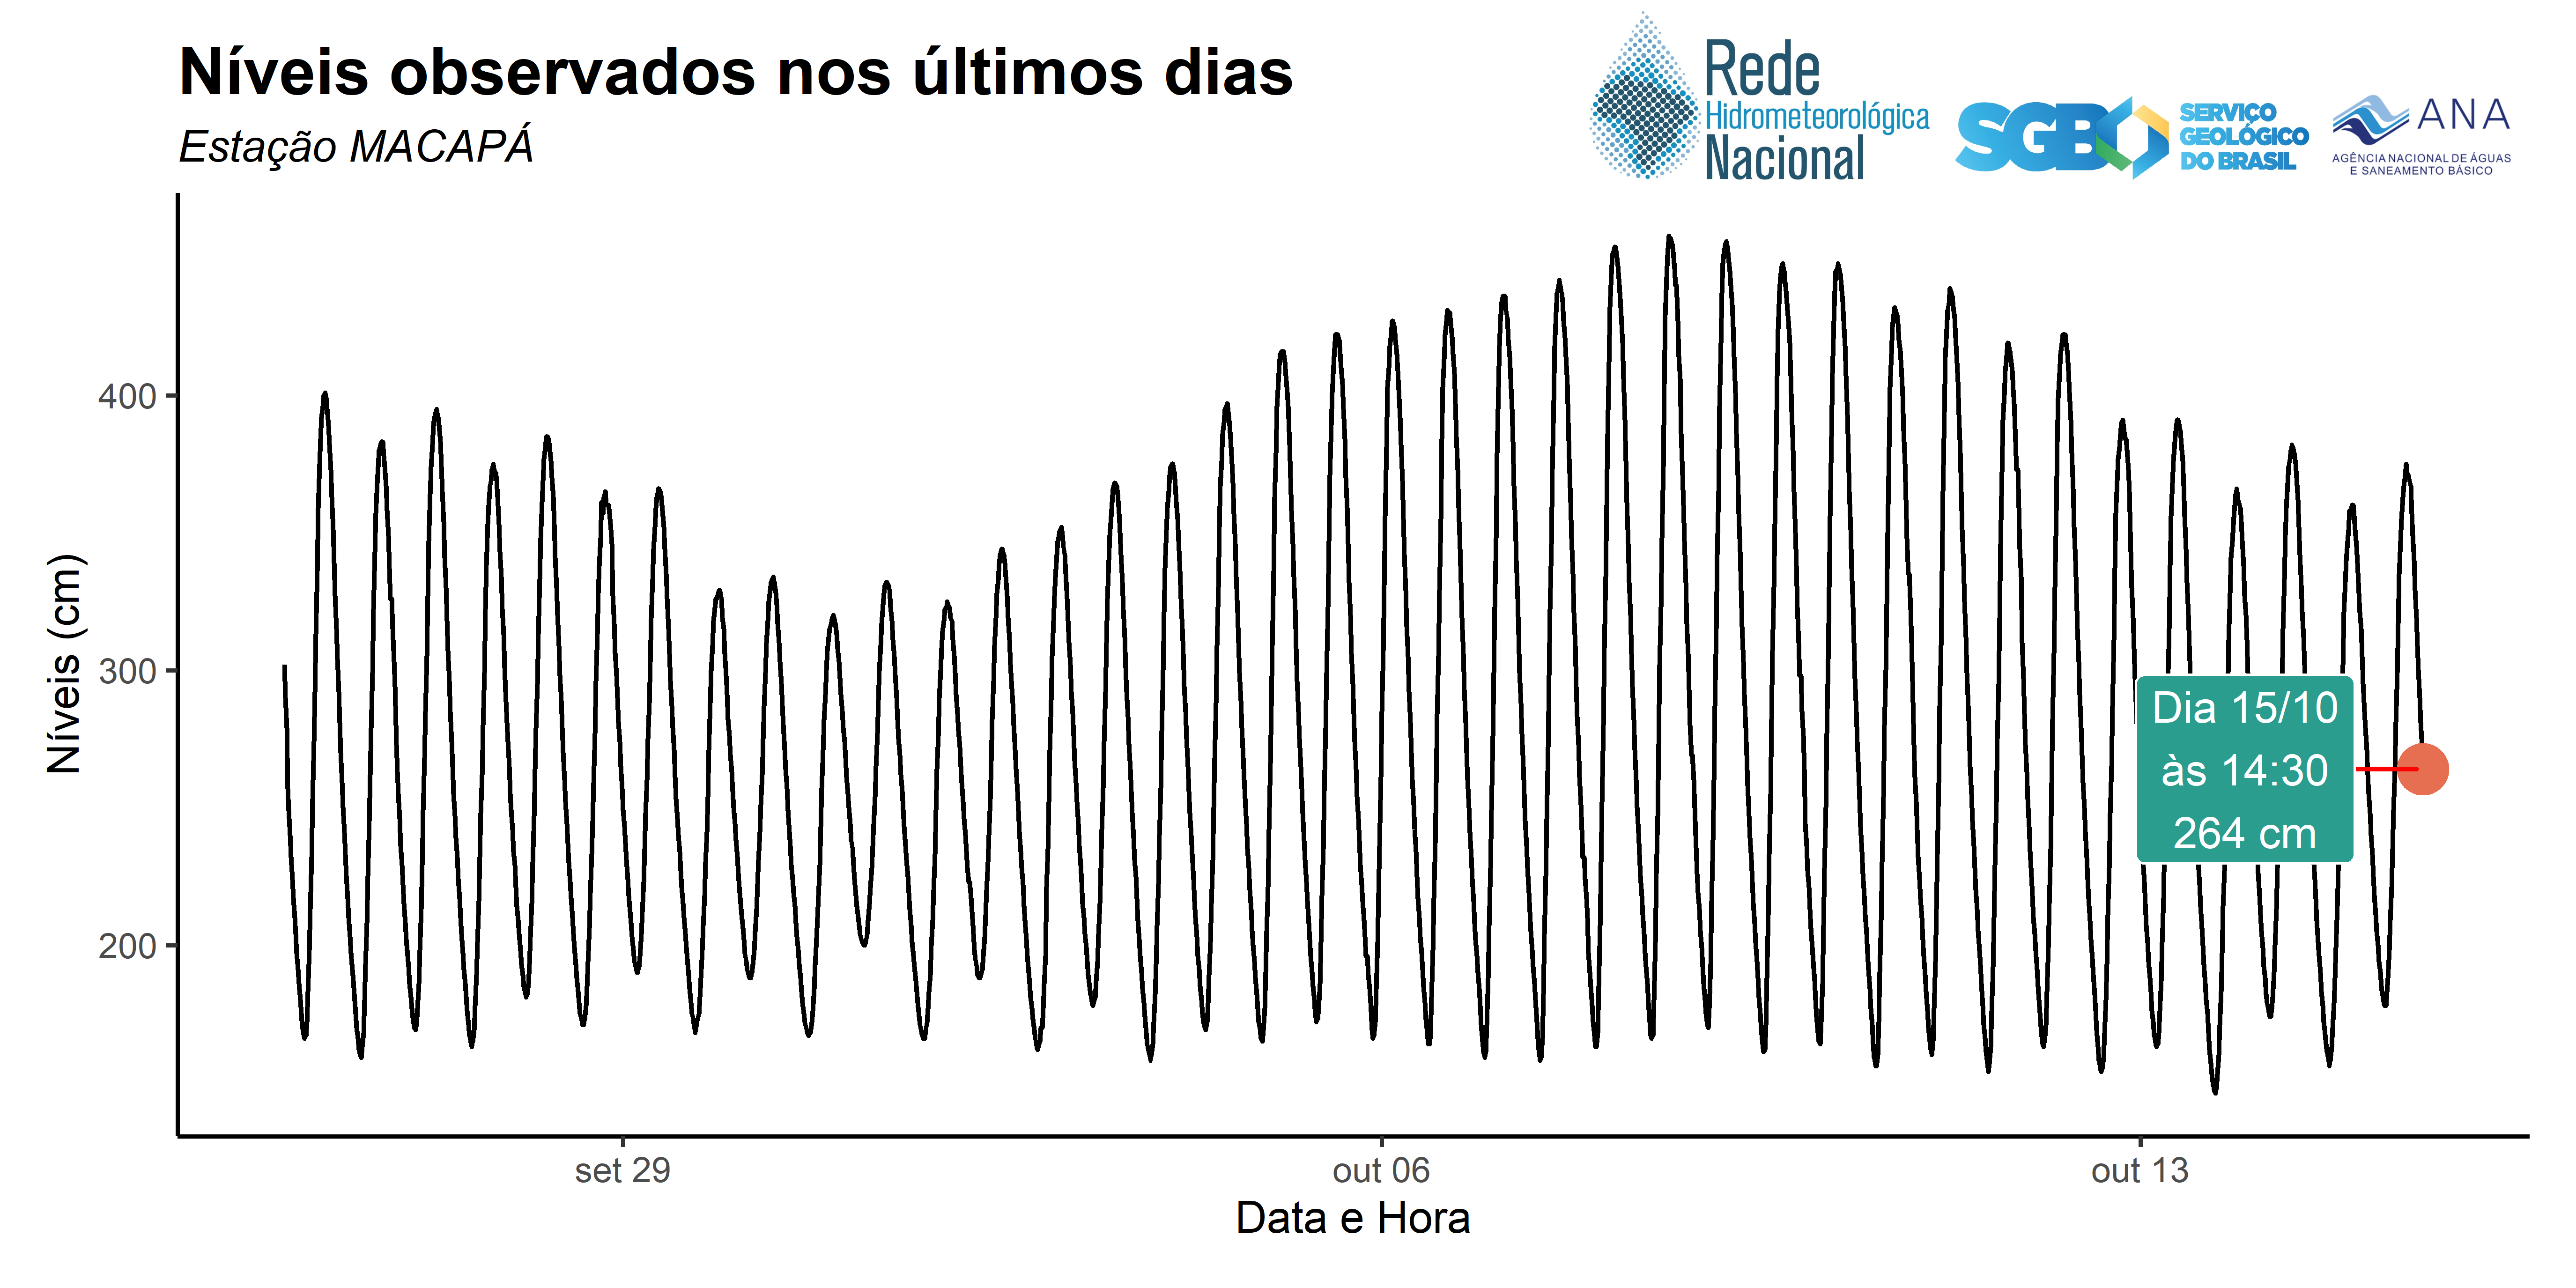 Níveis observados nos últimos dias
Estação MACAPÁ
Rede
Hidrometeorológica
Nacional
SGB
SERVIÇO
GEOLÓGICO
DO BRASIL
ANA
AGÊNCIA NACIONAL DE ÁGUAS
E SANEAMENTO BÁSICO
Níveis (cm)
400
300
200
Dia 15/10
às 14:30
264 cm
set 29
out 06
out 13
Data e Hora